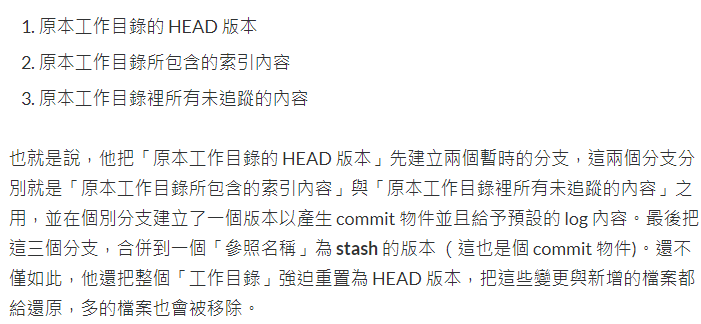 1. 原本工作目錄的 HEAD 版本
2. 原本工作目錄所包含的索引內容
3. 原本工作目錄裡所有未追蹤的內容
也就是說，他把「原本工作目錄的 HEAD 版本」先建立兩個暫時的分支，這兩個分支分
別就是「原本工作目錄所包含的索引內容」與「原本工作目錄裡所有未追蹤的內容」之
用，並在個別分支建立了一個版本以產生 commit 物件並且給予預設的 log 內容。最後把
這三個分支，合併到一個「參照名稱」為 stash 的版本 （這也是個 commit 物件)。還不
僅如此，他還把整個「工作目錄」強迫重置為 HEAD 版本，把這些變更與新增的檔案都
給還原，多的檔案也會被移除。